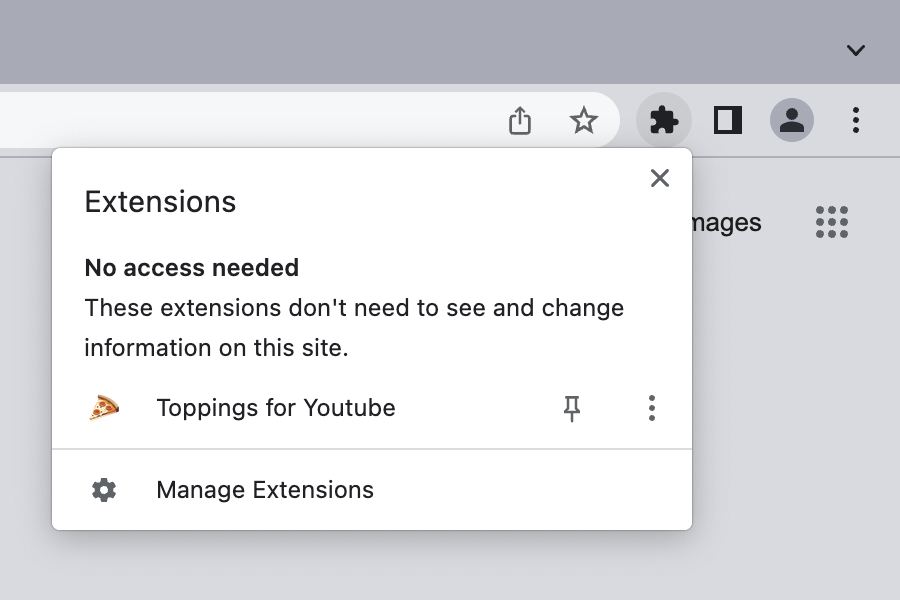 Extensions
mages
No access needed
These extensions don't need to see and change
information on this site.
Toppings for Youtube
Manage Extensions